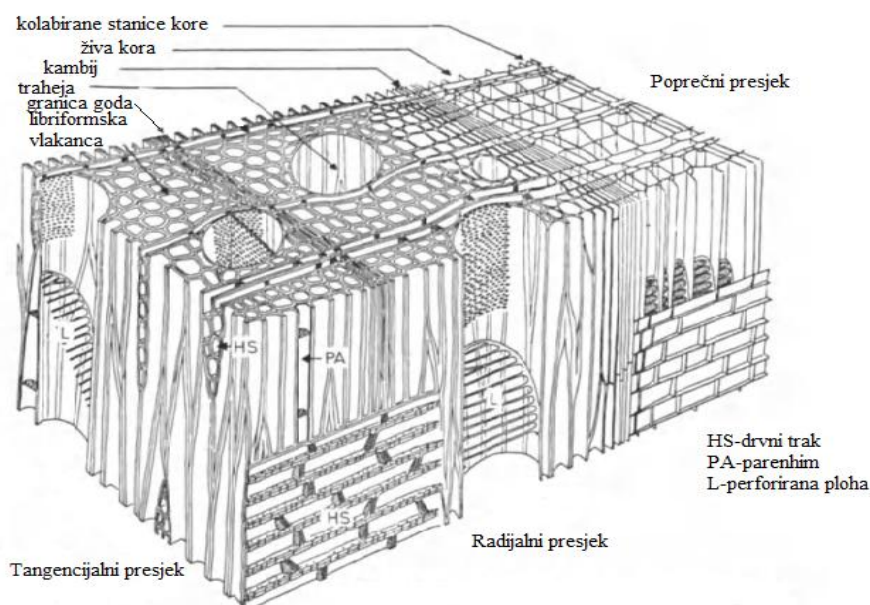 kolabirane stanice kore
živa kora
kambij
traheja
granica goda
libriformska
vlakanca
Poprečni presjek
L
HS
PA
L
HS
HS-drvni trak
PA-parenhim
L-perforirana ploha
Radijalni presjek
Tangencijalni presjek